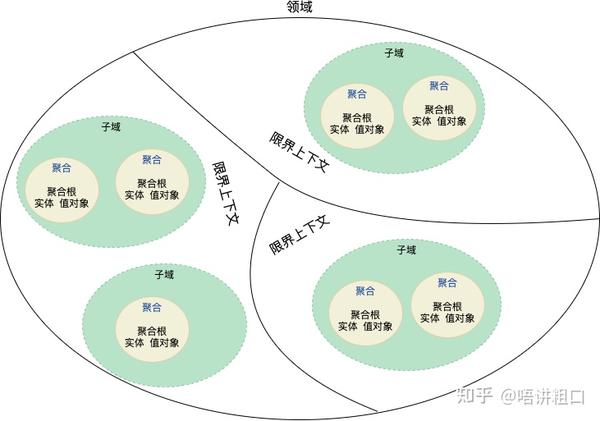 领域
子域
聚合
聚合根
实体 值对象
聚合
聚合根
实体 值对象
限界上下文
子域
聚合
聚合根
实体 值对象
聚合
聚合根
实体 值对象
限界上下文
限界上下文
子域
聚合
聚合根
实体 值对象
聚合
聚合根
实体 值对象
子域
聚合
聚合根
实体 值对象
知乎 @唔讲粗口